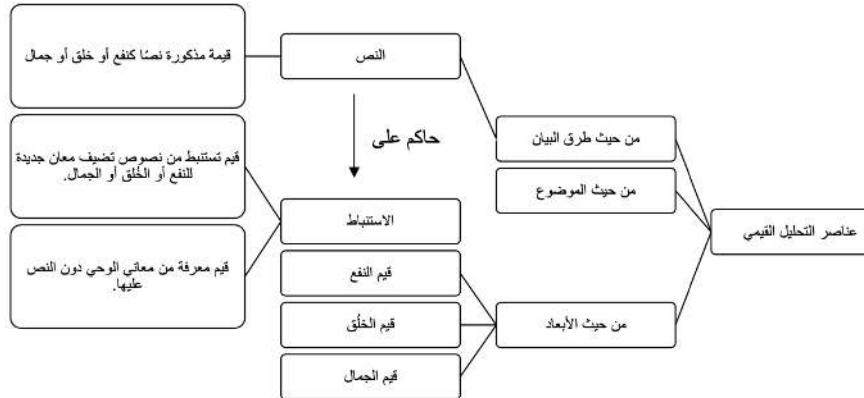 عناصر التحليل القيمي
من حيث طرق البيان
من حيث الموضوع
من حيث الأبعاد
النص
حاكم على
الاستنباط
قيم النفع
قيم الخلُق
قيم الجمال
قيمة مذكورة نصًا كنفع أو خلق أو جمال
قيم تستنبط من نصوص تضيف معان جديدة
للنفع أو الخُلق أو الجمال.
قيم معرفة من معاني الوحي دون النص
عليها.